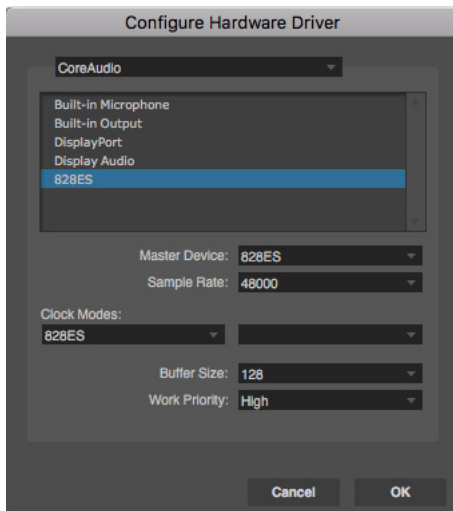 Configure Hardware Driver
CoreAudio
Built-in Microphone
Built-in Output
DisplayPort
Display Audio
828ES
Master Device: 828ES
Sample Rate: 48000
Clock Modes:
828ES
Buffer Size: 128
Work Priority: High
Cancel OK